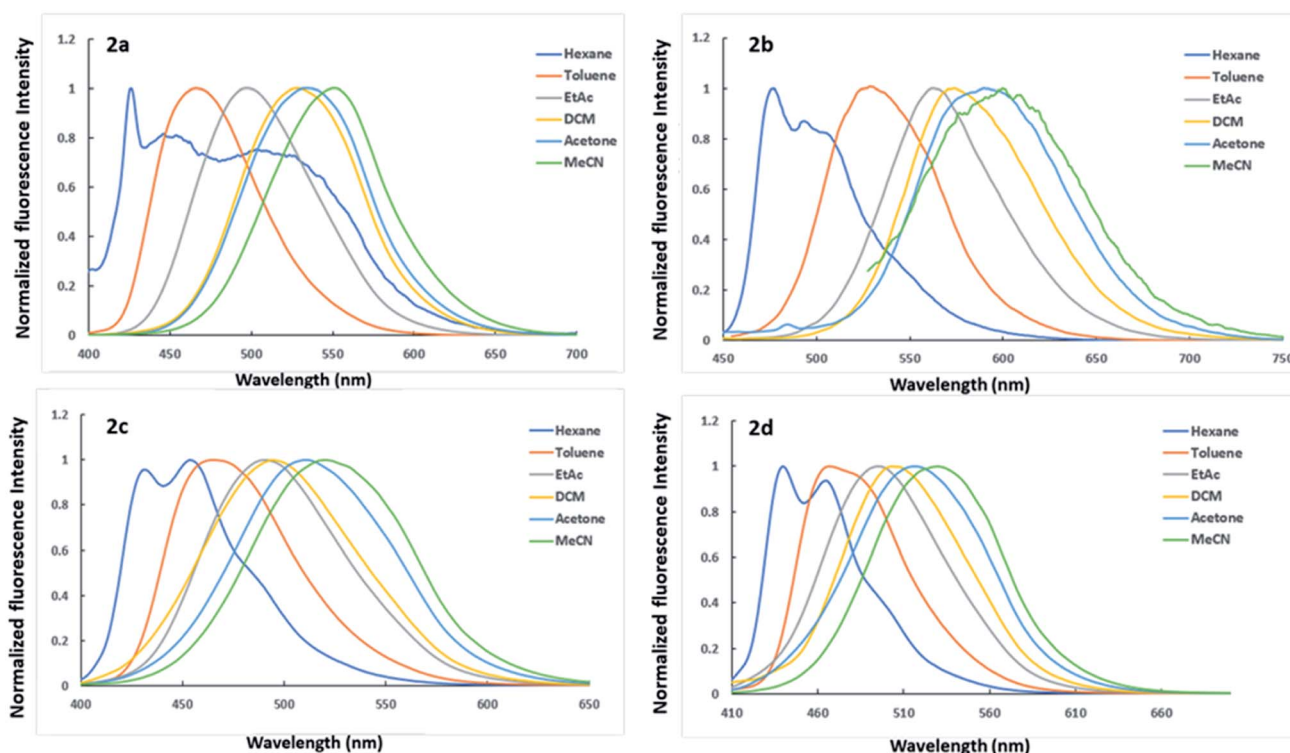 Normalized fluorescence Intensity
1.2
1
0.8
0.6
0.4
0.2
0
2a
Hexane
Toluene
EtAc
DCM
Acetone
MeCN
400 450 500 550 600 650 700
Wavelength (nm)
Normalized fluorescence Intensity
1.2
1
0.8
0.6
0.4
0.2
0
2b
Hexane
Toluene
EtAc
DCM
Acetone
MeCN
450 500 550 600 650 700 750
Wavelength (nm)
Normalized fluorescence Intensity
1.2
1
0.8
0.6
0.4
0.2
0
2c
Hexane
Toluene
EtAc
DCM
Acetone
MeCN
400 450 500 550 600 650
Wavelength (nm)
Normalized fluorescence Intensity
1.2
1
0.8
0.6
0.4
0.2
0
2d
Hexane
Toluene
EtAc
DCM
Acetone
MeCN
410 460 510 560 610 660
Wavelength (nm)